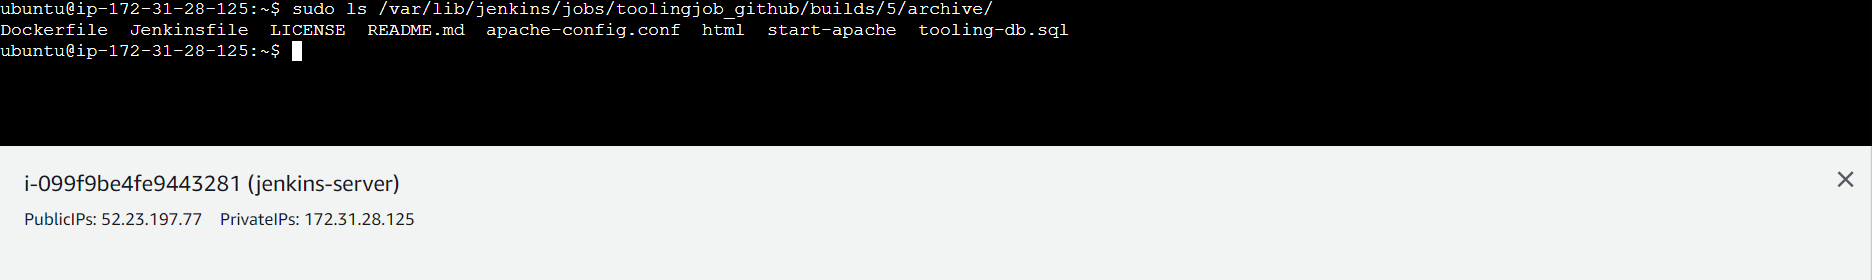 ubuntu@ip-172-31-28-125:~$ sudo ls /var/lib/jenkins/jobs/toolingjob_github/builds/5/archive/
Dockerfile  Jenkinsfile  LICENSE  README.md  apache-config.conf  html  start-apache  tooling-db.sql
ubuntu@ip-172-31-28-125:~$
i-099f9be4fe9443281 (jenkins-server)
PublicIPs: 52.23.197.77  PrivateIPs: 172.31.28.125